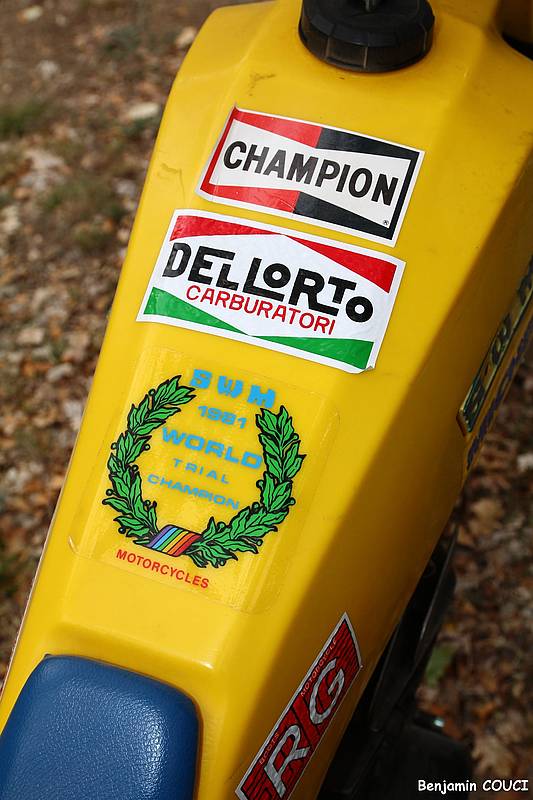 CHAMPION
®
DELLORTO
CARBURATORI
SWM
1981
WORLD
TRIAL
CHAMPION
MOTORCYCLES
RG
Benjamin COUCI